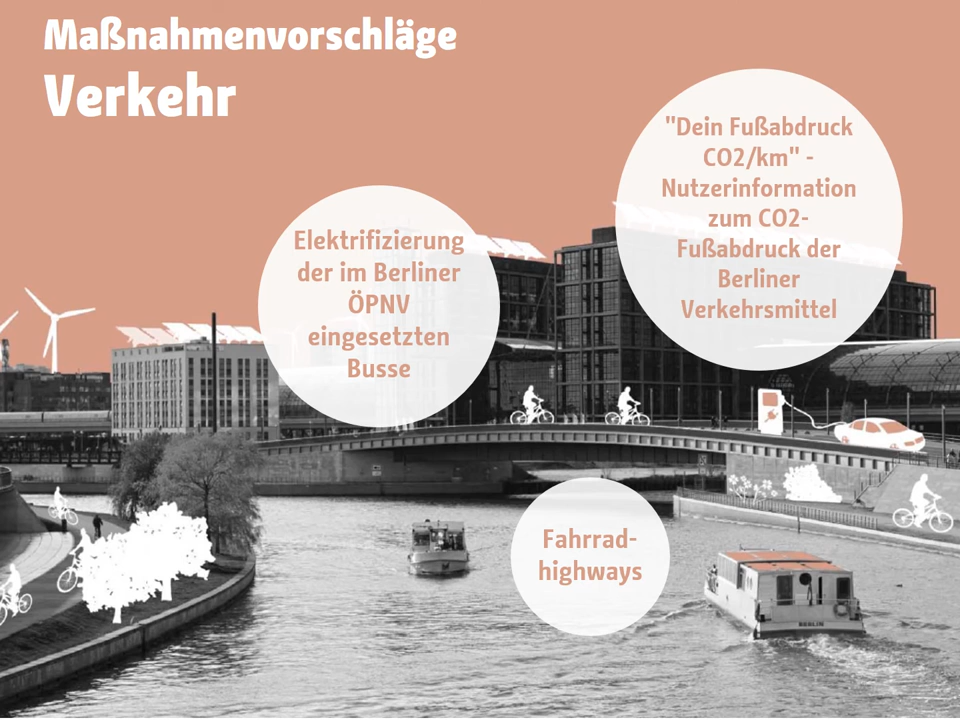 Maßnahmenvorschläge
Verkehr
"Dein Fußabdruck
CO2/km" -
Nutzerinformation
zum CO2-
Fußabdruck der
Berliner
Verkehrsmittel
Elektrifizierung
der im Berliner
ÖPNV
eingesetzten
Busse
Fahrrad-
highways
BERLIN